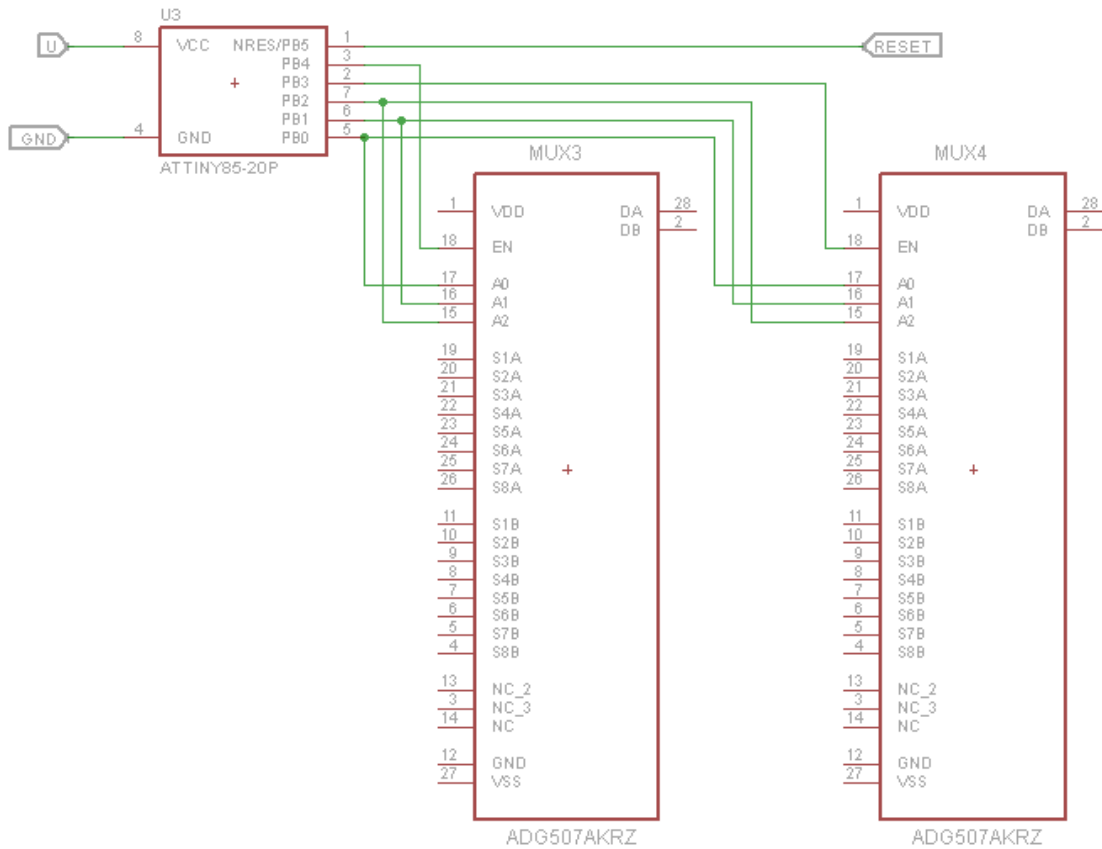 U3
U 8 VCC NRES/PB5 1 RESET
PB4 3
PB3 2
PB2 7
PB1 6
GND 4 GND PB0 5
ATTINY85-20P
MUX3 MUX4
1 VDD DA 28 1 VDD DA 28
DB 2 DB 2
18 EN 18 EN
17 A0 17 A0
16 A1 16 A1
15 A2 15 A2
19 S1A 19 S1A
20 S2A 20 S2A
21 S3A 21 S3A
22 S4A 22 S4A
23 S5A 23 S5A
24 S6A 24 S6A
25 S7A 25 S7A
26 S8A 26 S8A
11 S1B 11 S1B
10 S2B 10 S2B
9 S3B 9 S3B
8 S4B 8 S4B
7 S5B 7 S5B
6 S6B 6 S6B
5 S7B 5 S7B
4 S8B 4 S8B
13 NC_2 13 NC_2
3 NC_3 3 NC_3
14 NC 14 NC
12 GND 12 GND
27 VSS 27 VSS
ADG507AKRZ ADG507AKRZ